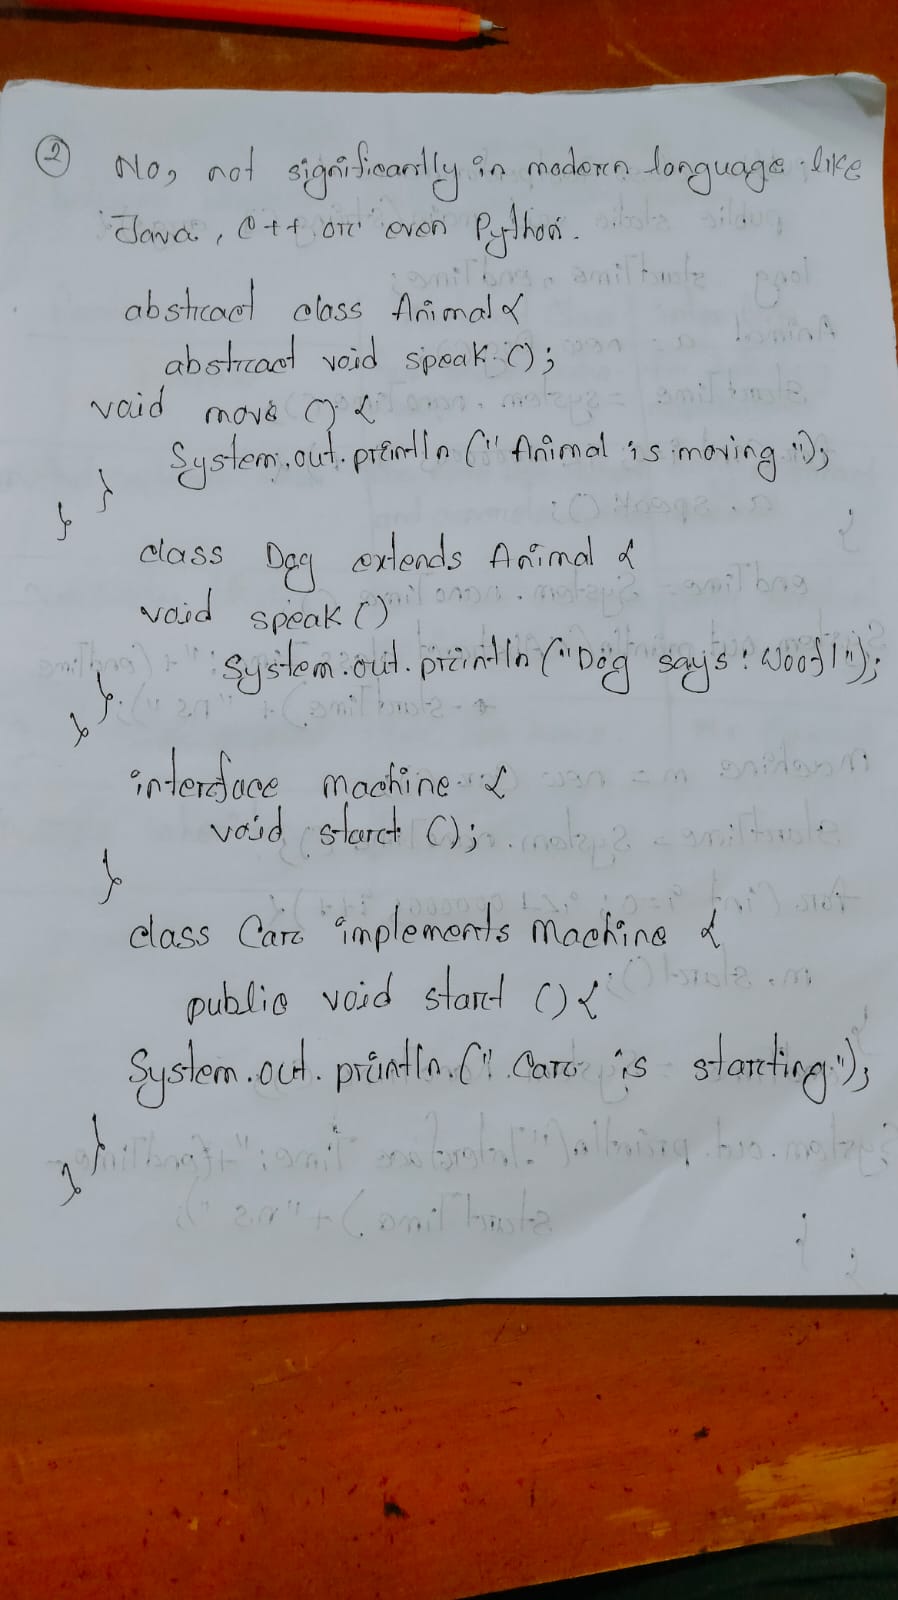 2 No, not significantlly in modern language like
Java, C++ or even Python.
abstract class Animal {
abstract void speak ();
void move () {
System.out.println ("Animal is moving");
}
}
class Dog extends Animal {
void speak ()
System.out.println ("Dog says: Woof!");
}
}
interface machine {
void start ();
}
class Car implements Machine {
public void start () {
System.out.println ("Car is starting");
}
}